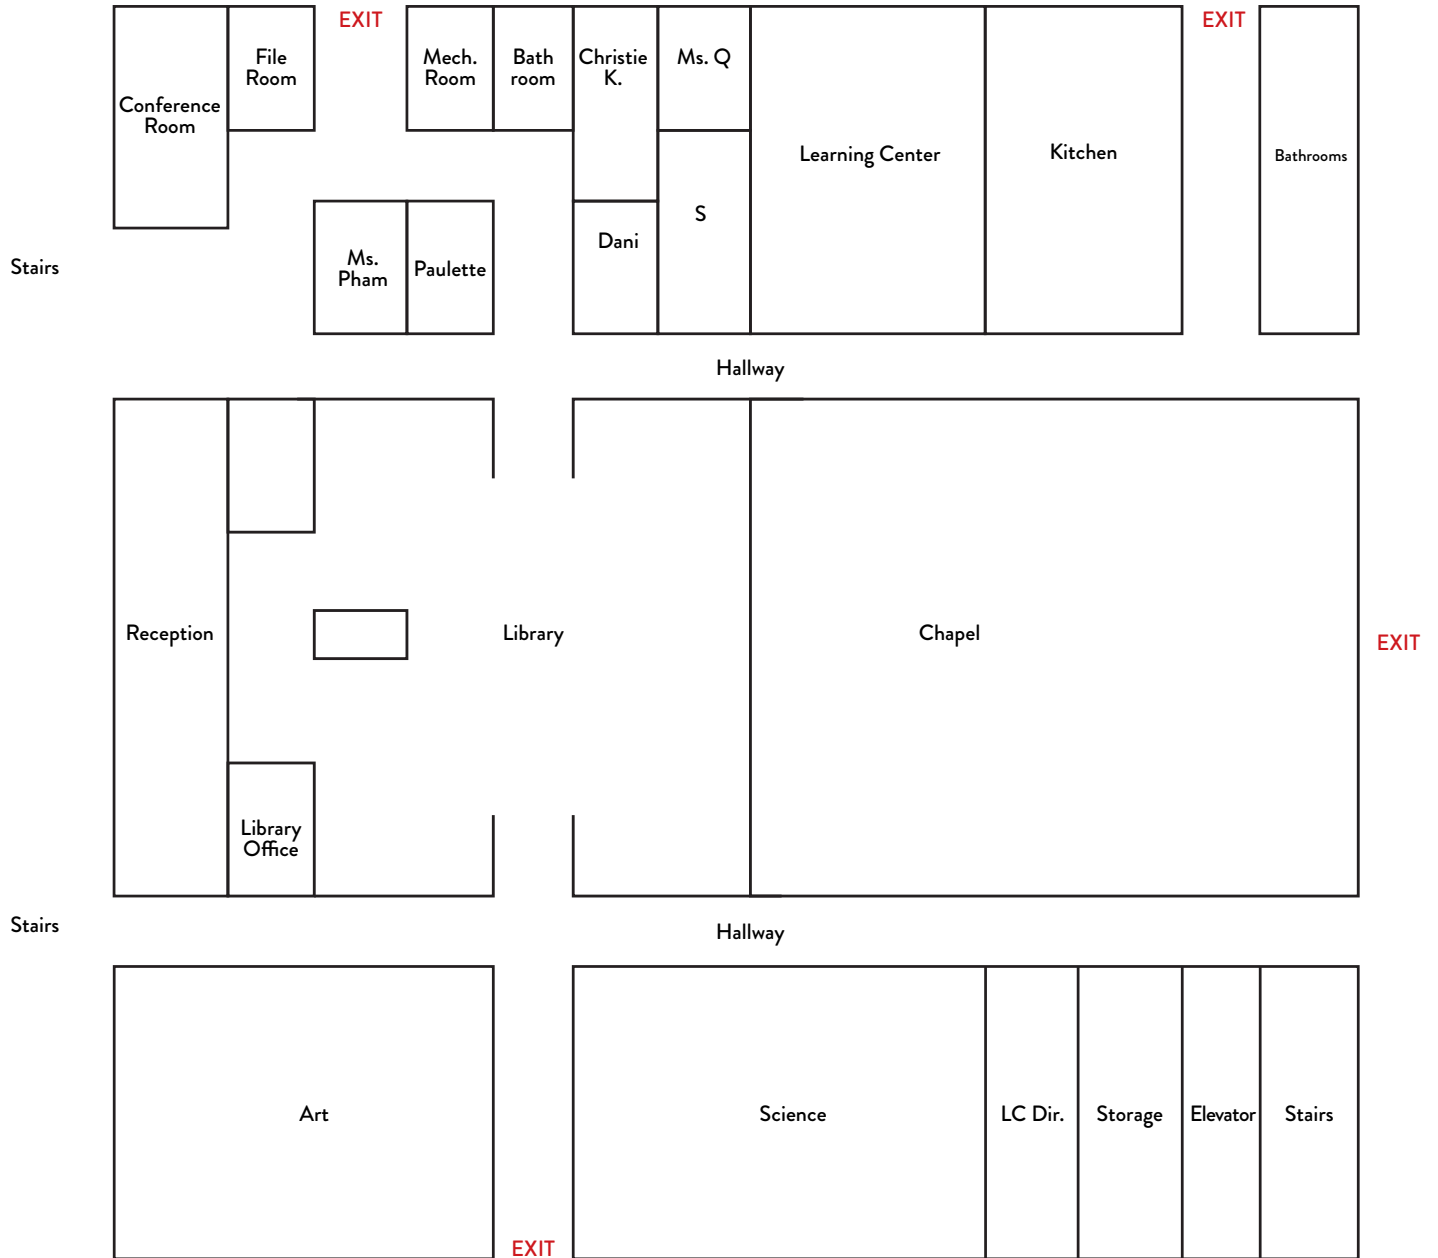 EXIT
EXIT
File
Room
Mech.
Room
Bath
room
Christie
K.
Ms. Q
Conference
Room
Learning Center
Kitchen
Bathrooms
S
Dani
Stairs
Ms.
Pham
Paulette
Hallway
Reception
Library
Chapel
EXIT
Library
Office
Stairs
Hallway
Art
Science
LC Dir.
Storage
Elevator
Stairs
EXIT